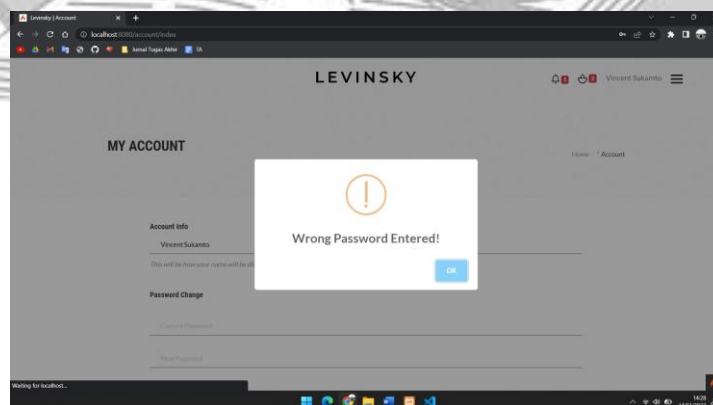 Levinsky | Account
localhost:8080/account/index
Jurnal Tugas Akhir
TA
LEVINSKY
Vincent Sukamto
MY ACCOUNT
Home
Account
Wrong Password Entered!
OK
Account Info
Vincent Sukamto
This will be how your name will be
Password Change
Current Password
New Password
Waiting for localhost...
14:28